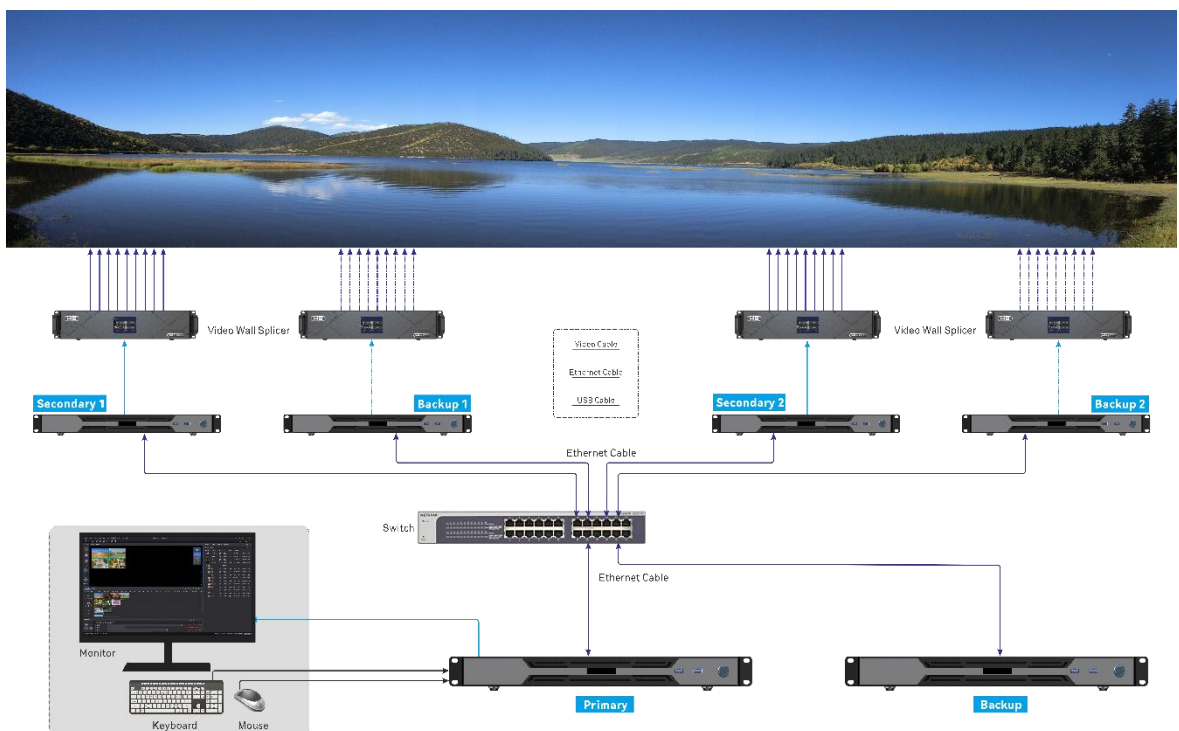 Video Wall Splicer
Video Wall Splicer
Video Cable
Ethernet Cable
USB Cable
Secondary 1
Backup 1
Secondary 2
Backup 2
Ethernet Cable
Switch
Ethernet Cable
Monitor
Keyboard
Mouse
Primary
Backup